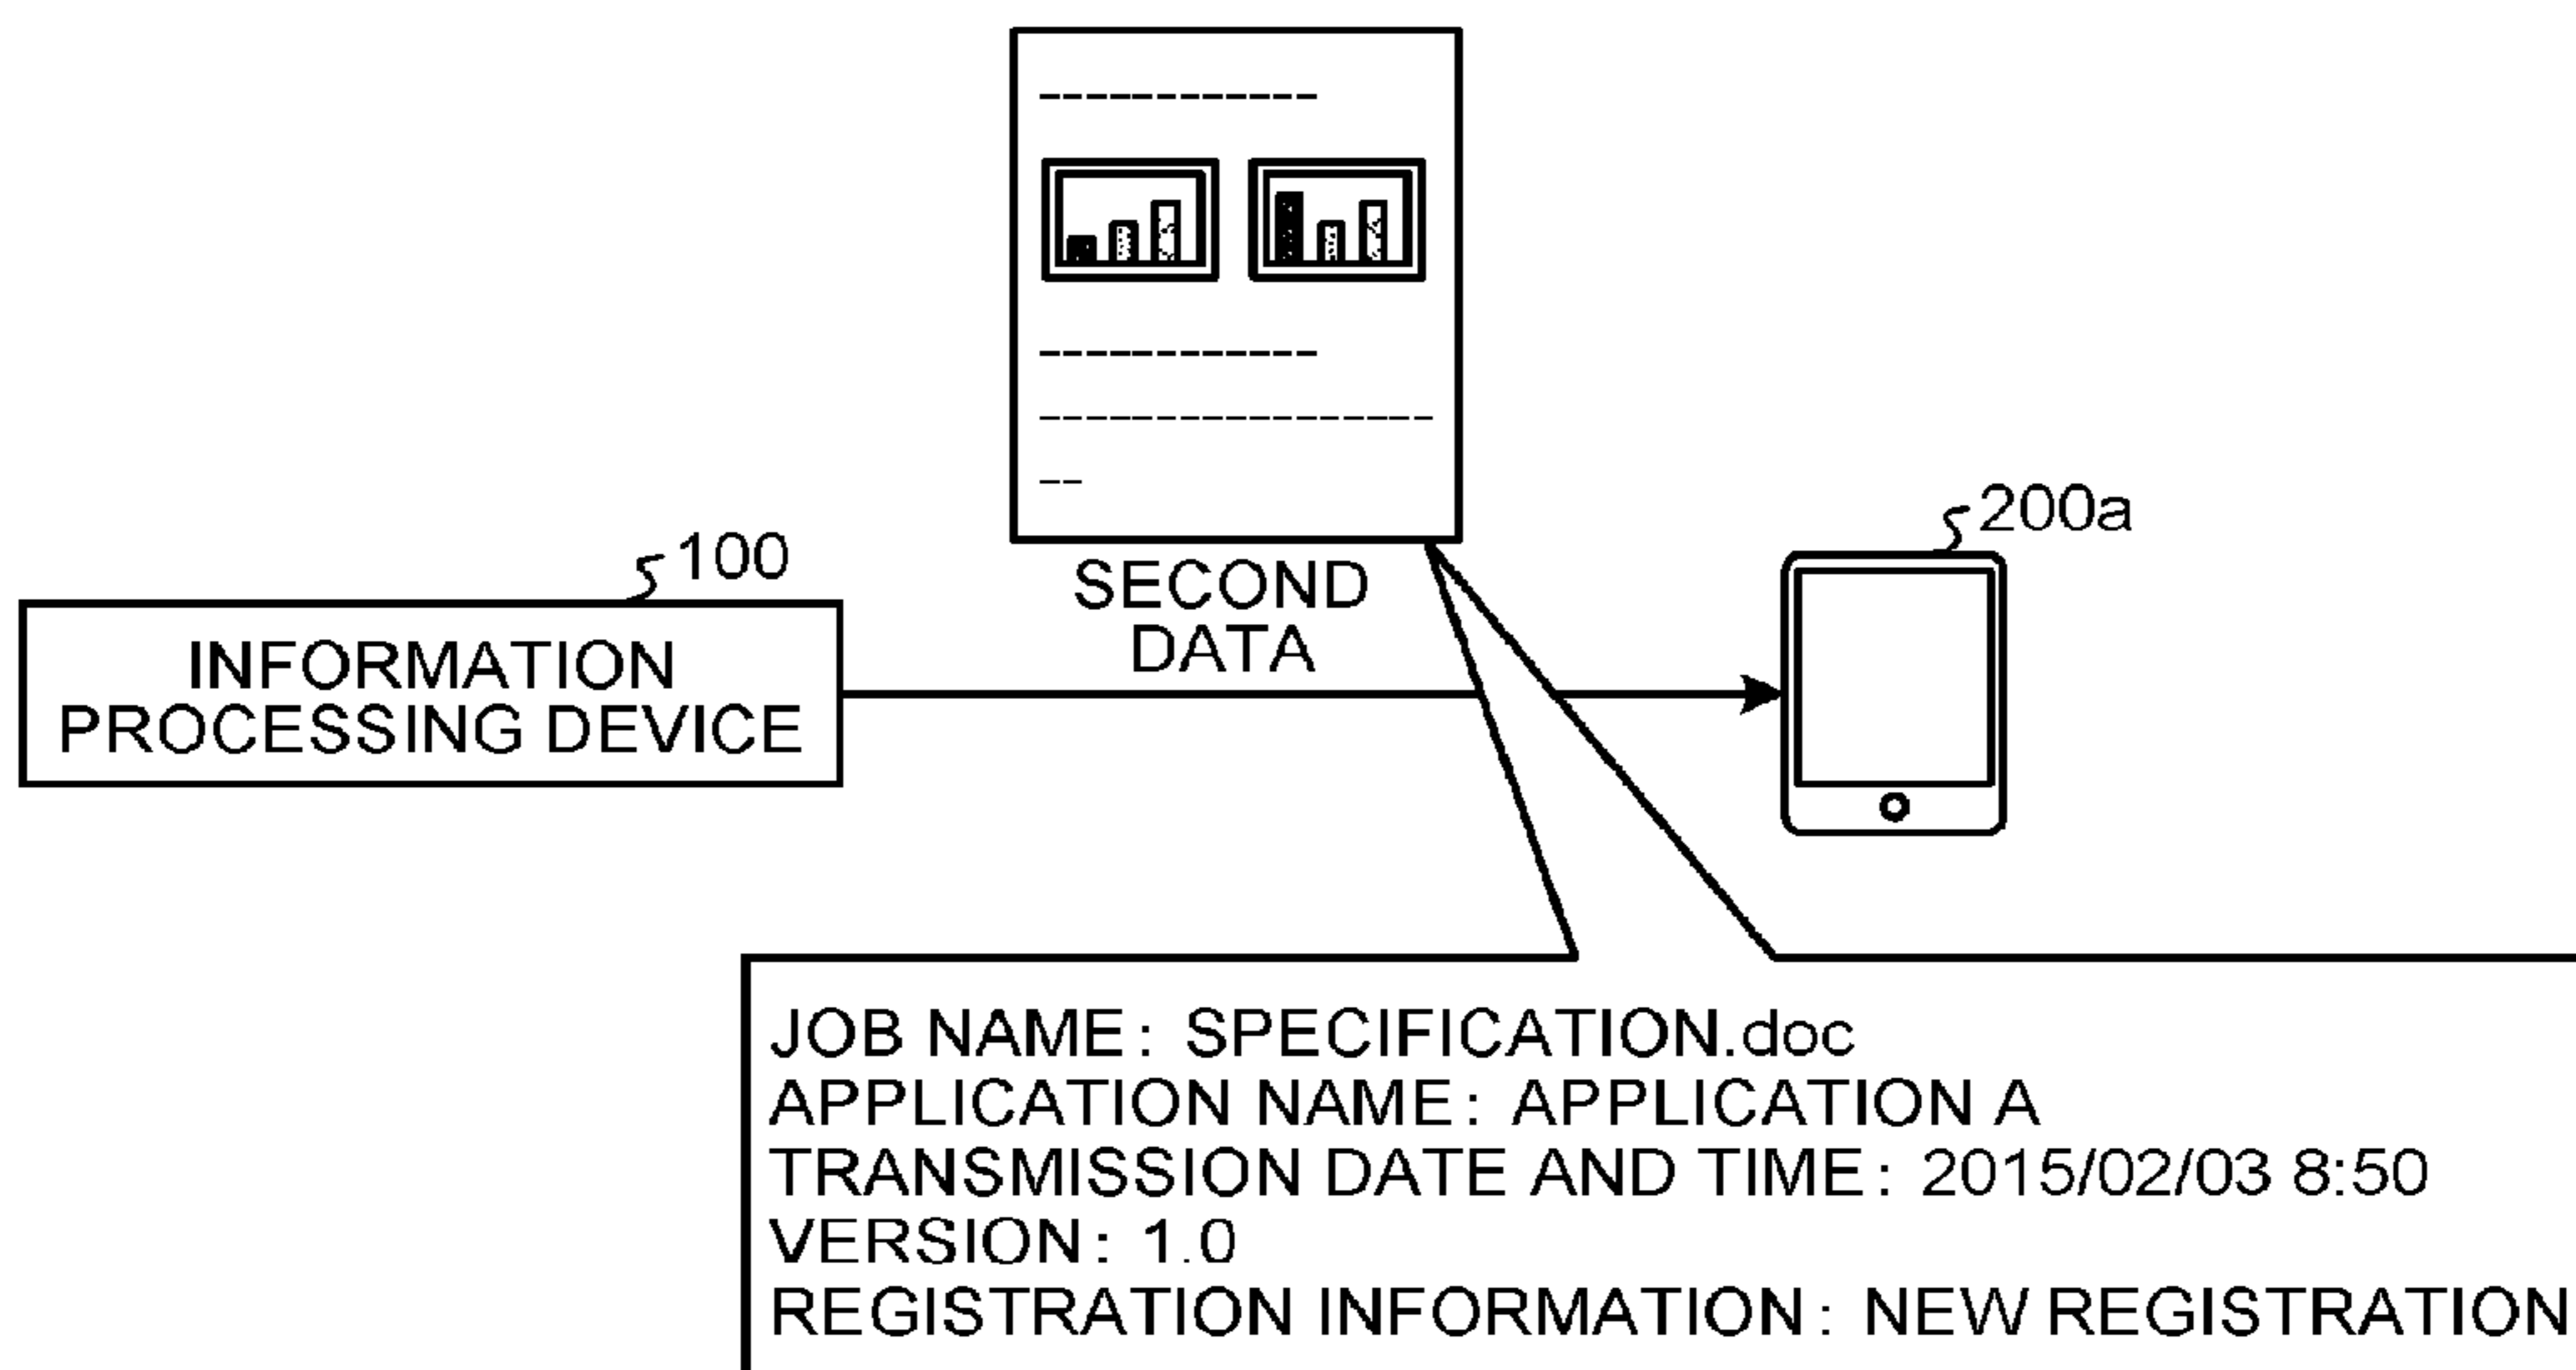 100
INFORMATION
PROCESSING DEVICE
SECOND
DATA
200a
JOB NAME: SPECIFICATION.doc
APPLICATION NAME: APPLICATION A
TRANSMISSION DATE AND TIME: 2015/02/03 8:50
VERSION: 1.0
REGISTRATION INFORMATION: NEW REGISTRATION